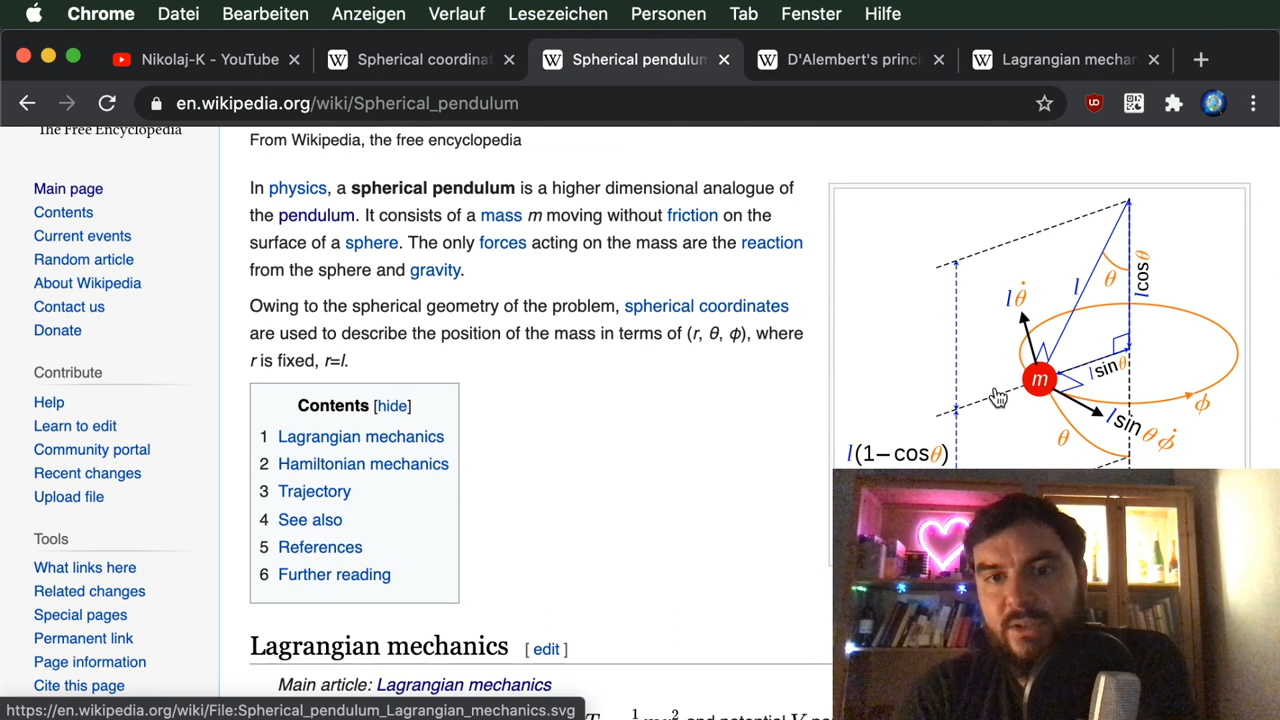 Chrome Datei Bearbeiten Anzeigen Verlauf Lesezeichen Personen Tab Fenster Hilfe
Nikolaj-K - YouTube Spherical coordinat Spherical pendulum D'Alembert's princi Lagrangian mechan
en.wikipedia.org/wiki/Spherical_pendulum
The Free Encyclopedia
Main page
Contents
Current events
Random article
About Wikipedia
Contact us
Donate
Contribute
Help
Learn to edit
Community portal
Recent changes
Upload file
Tools
What links here
Related changes
Special pages
Permanent link
Page information
Cite this page
From Wikipedia, the free encyclopedia
In physics, a spherical pendulum is a higher dimensional analogue of
the pendulum. It consists of a mass m moving without friction on the
surface of a sphere. The only forces acting on the mass are the reaction
from the sphere and gravity.
Owing to the spherical geometry of the problem, spherical coordinates
are used to describe the position of the mass in terms of (r, θ, ϕ), where
r is fixed, r=l.
Contents [hide]
1 Lagrangian mechanics
2 Hamiltonian mechanics
3 Trajectory
4 See also
5 References
6 Further reading
Lagrangian mechanics [ edit ]
Main article: Lagrangian mechanics
l cosθ
θ
l
l θ̇
l sinθ
m
l sin θ ϕ̇
ϕ
θ
l(1−cosθ)
https://en.wikipedia.org/wiki/File:Spherical_pendulum_Lagrangian_mechanics.svg